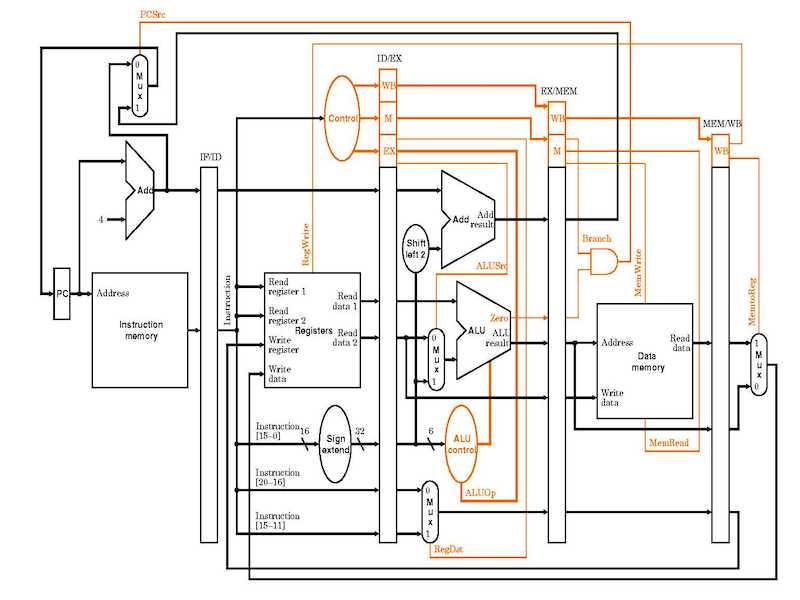 PCSrc
ID/EX
0
M
u
x
1
WB
EX/MEM
Control
M
WB
MEM/WB
IF/ID
EX
M
WB
Add
4
RegWrite
Add
Add
result
Shift
left 2
Branch
ALUSrc
MemWrite
MemtoReg
PC
Address
Instruction
memory
Instruction
Read
register 1
Read
data 1
Read
register 2
Registers
Read
data 2
Write
register
Write
data
0
M
u
x
1
Zero
ALU
ALU
result
Address
Read
data
Data
memory
Write
data
1
M
u
x
0
Instruction
[15–0]
16
Sign
extend
32
6
ALU
control
MemRead
Instruction
[20–16]
ALUOp
Instruction
[15–11]
0
M
u
x
1
RegDst